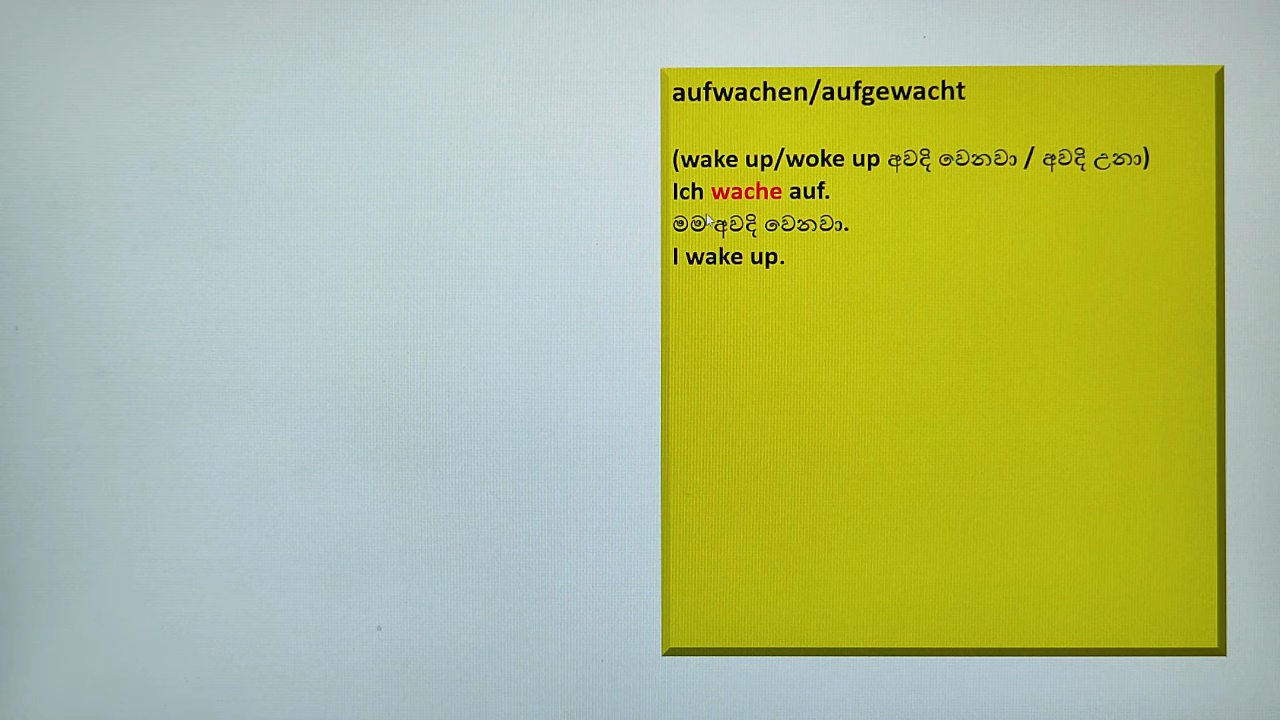 aufwachen/aufgewacht
(wake up/woke up අවදි වෙනවා / අවදි උනා)
Ich wache auf.
මම අවදි වෙනවා.
I wake up.